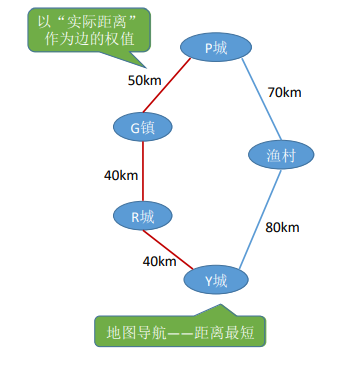 以“实际距离”
作为边的权值
P城
50km
70km
G镇
渔村
40km
R城
80km
40km
Y城
地图导航——距离最短